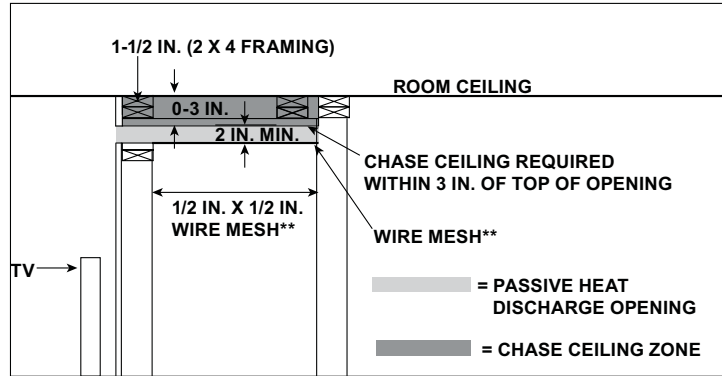 1-1/2 IN. (2 X 4 FRAMING)
ROOM CEILING
0-3 IN.
2 IN. MIN.
CHASE CEILING REQUIRED
WITHIN 3 IN. OF TOP OF OPENING
1/2 IN. X 1/2 IN.
WIRE MESH**
WIRE MESH**
TV
= PASSIVE HEAT
DISCHARGE OPENING
= CHASE CEILING ZONE